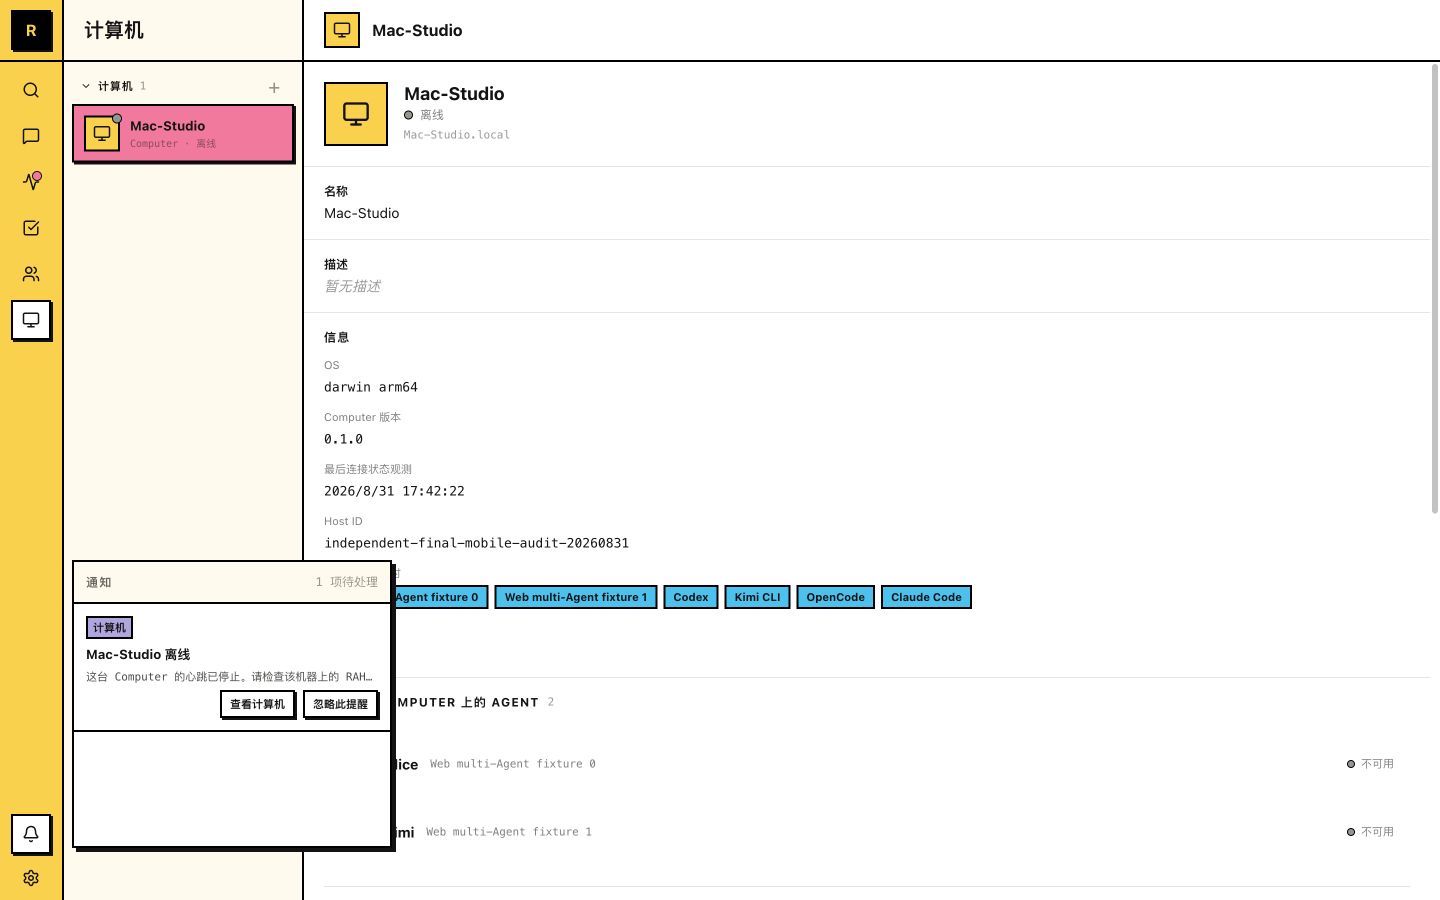 R
计算机
Mac-Studio
计算机 1
Mac-Studio
Computer · 离线
Mac-Studio
离线
Mac-Studio.local
名称
Mac-Studio
描述
暂无描述
信息
OS
darwin arm64
Computer 版本
0.1.0
最后连接状态观测
2026/8/31 17:42:22
Host ID
independent-final-mobile-audit-20260831
Agent fixture 0
Web multi-Agent fixture 1
Codex
Kimi CLI
OpenCode
Claude Code
MPUTER 上的 AGENT 2
lice Web multi-Agent fixture 0
不可用
imi Web multi-Agent fixture 1
不可用
通知
1 项待处理
计算机
Mac-Studio 离线
这台 Computer 的心跳已停止。请检查该机器上的 RAH…
查看计算机
忽略此提醒